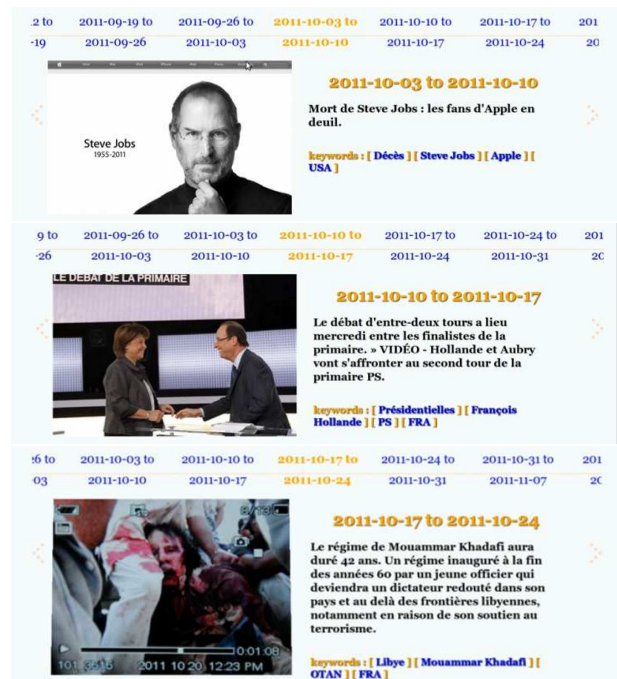 .2 to 2011-09-19 to 2011-09-26 to 2011-10-03 to 2011-10-10 to 2011-10-17 to 201
-19 2011-09-26 2011-10-03 2011-10-10 2011-10-17 2011-10-24 20
Steve Jobs
1955-2011
2011-10-03 to 2011-10-10
Mort de Steve Jobs : les fans d'Apple en
deuil.
keywords : [ Décès ] [ Steve Jobs ] [ Apple ] [
USA ]
9 to 2011-09-26 to 2011-10-03 to 2011-10-10 to 2011-10-17 to 2011-10-24 to 201
-26 2011-10-03 2011-10-10 2011-10-17 2011-10-24 2011-10-31 20
LE DEBAT DE LA PRIMAIRE
2011-10-10 to 2011-10-17
Le débat d'entre-deux tours a lieu
mercredi entre les finalistes de la
primaire. » VIDÉO - Hollande et Aubry
vont s'affronter au second tour de la
primaire PS.
keywords : [ Présidentielles ] [ François
Hollande ] [ PS ] [ FRA ]
26 to 2011-10-03 to 2011-10-10 to 2011-10-17 to 2011-10-24 to 2011-10-31 to 201
03 2011-10-10 2011-10-17 2011-10-24 2011-10-31 2011-11-07 20
0:01:08
2011 10 20 12:23 PM
2011-10-17 to 2011-10-24
Le régime de Mouammar Khadafi aura
duré 42 ans. Un régime inauguré à la fin
des années 60 par un jeune officier qui
deviendra un dictateur redouté dans son
pays et au delà des frontières libyennes,
notamment en raison de son soutien au
terrorisme.
keywords : [ Libye ] [ Mouammar Khadafi ] [
OTAN ] [ FRA ]